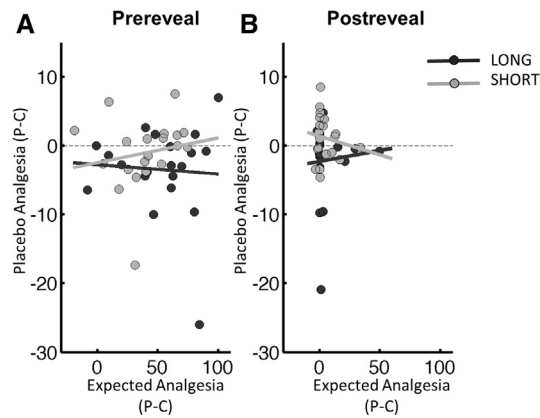 A
Prereveal
B
Postreveal
LONG
SHORT
Placebo Analgesia (P-C)
10
0
-10
-20
-30
0 50 100
Expected Analgesia
(P-C)
Placebo Analgesia (P-C)
10
0
-10
-20
-30
0 50 100
Expected Analgesia
(P-C)